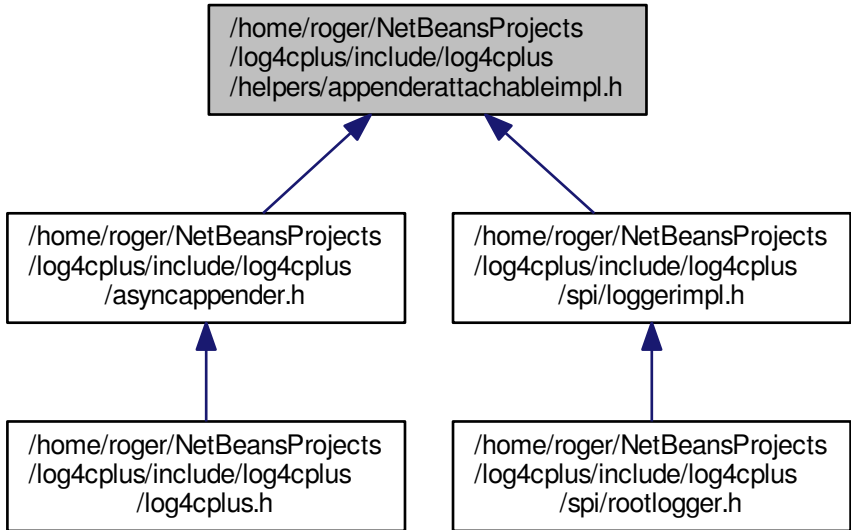 /home/roger/NetBeansProjects
/log4cplus/include/log4cplus
/helpers/appenderattachableimpl.h
/home/roger/NetBeansProjects
/log4cplus/include/log4cplus
/asyncappender.h
/home/roger/NetBeansProjects
/log4cplus/include/log4cplus
/spi/loggerimpl.h
/home/roger/NetBeansProjects
/log4cplus/include/log4cplus
/log4cplus.h
/home/roger/NetBeansProjects
/log4cplus/include/log4cplus
/spi/rootlogger.h